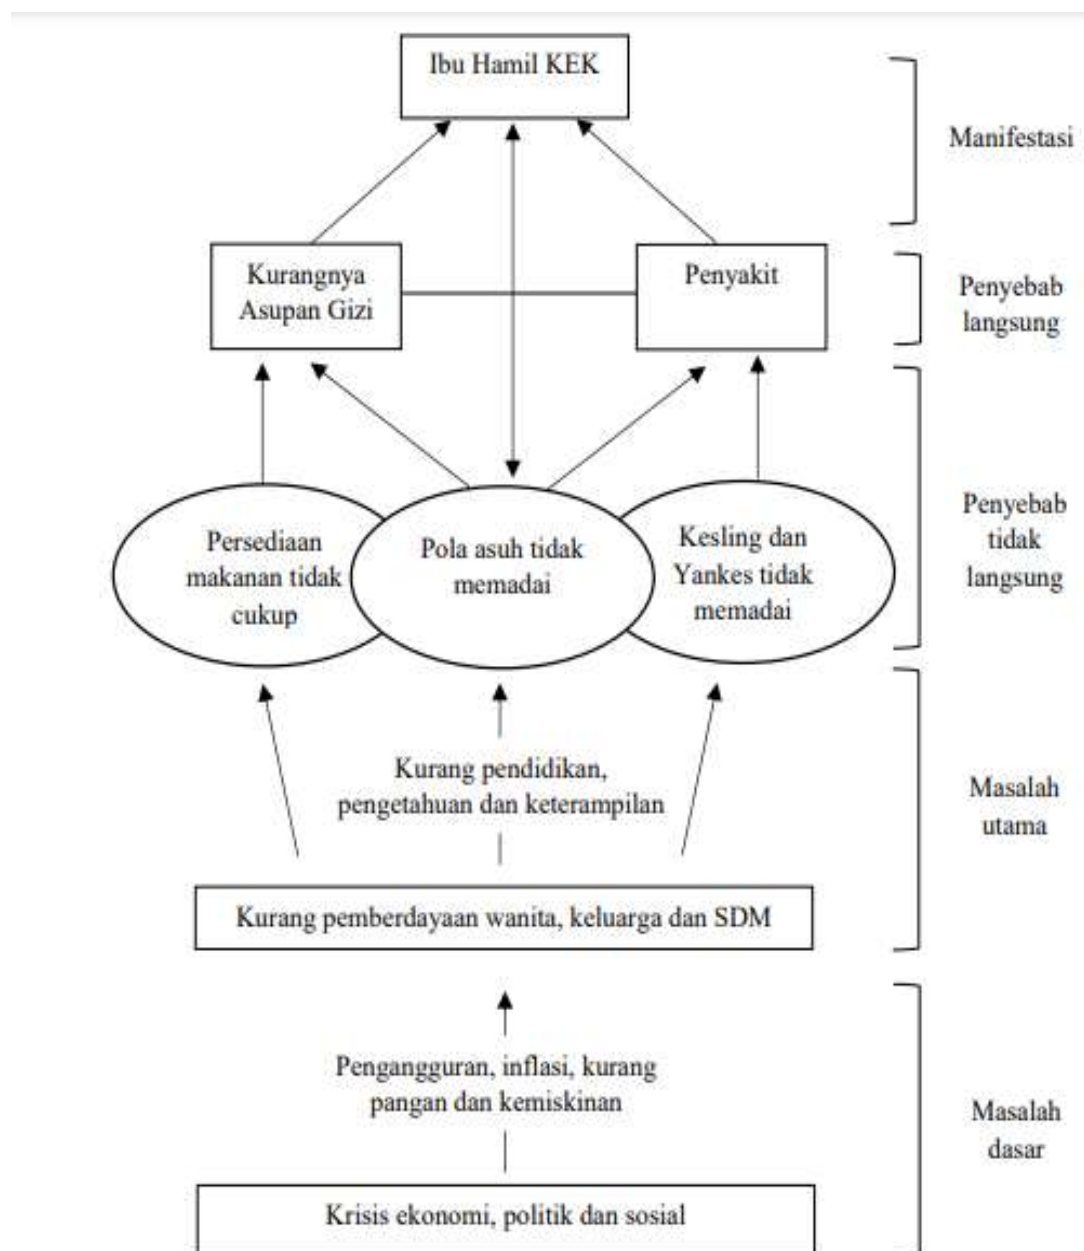 Ibu Hamil KEK
Manifestasi
Kurangnya
Asupan Gizi
Penyakit
Penyebab
langsung
Persediaan
makanan tidak
cukup
Pola asuh tidak
memadai
Kesling dan
Yankes tidak
memadai
Penyebab
tidak
langsung
Kurang pendidikan,
pengetahuan dan keterampilan
Masalah
utama
Kurang pemberdayaan wanita, keluarga dan SDM
Pengangguran, inflasi, kurang
pangan dan kemiskinan
Masalah
dasar
Krisis ekonomi, politik dan sosial